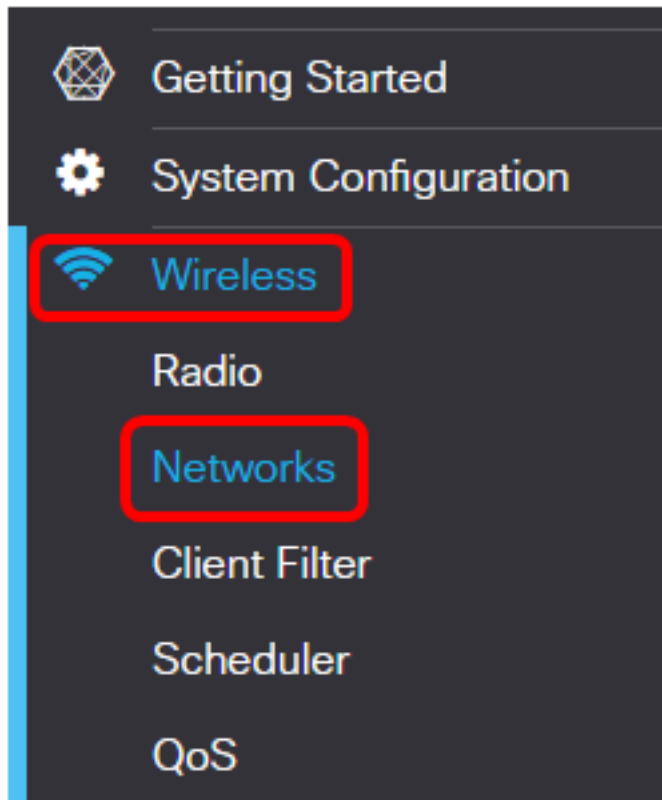 Getting Started
System Configuration
Wireless
Radio
Networks
Client Filter
Scheduler
QoS